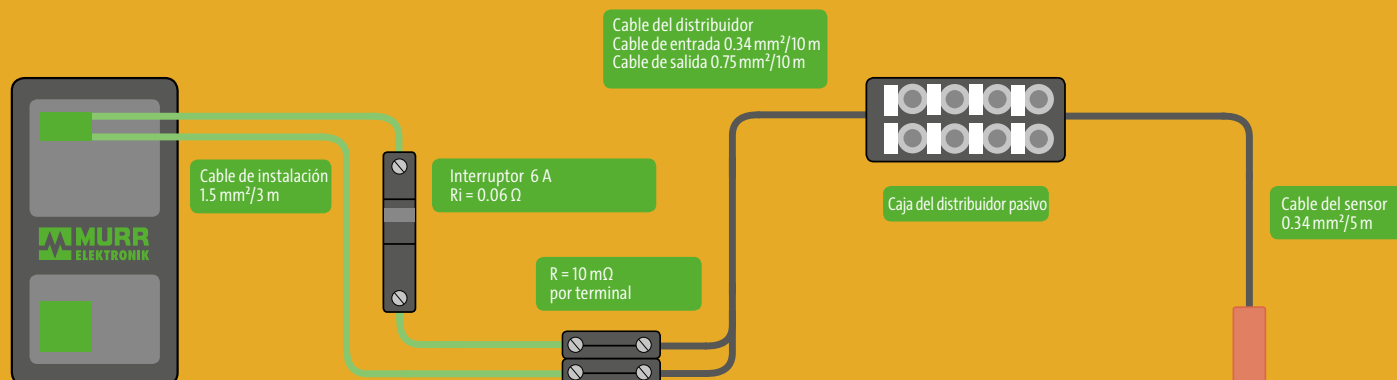 Cable del distribuidor
Cable de entrada 0.34 mm²/10 m
Cable de salida 0.75 mm²/10 m
Cable de instalación
1.5 mm²/3 m
Interruptor 6 A
Ri = 0.06 Ω
Caja del distribuidor pasivo
Cable del sensor
0.34 mm²/5 m
MURR
ELEKTRONIK
R = 10 mΩ
por terminal